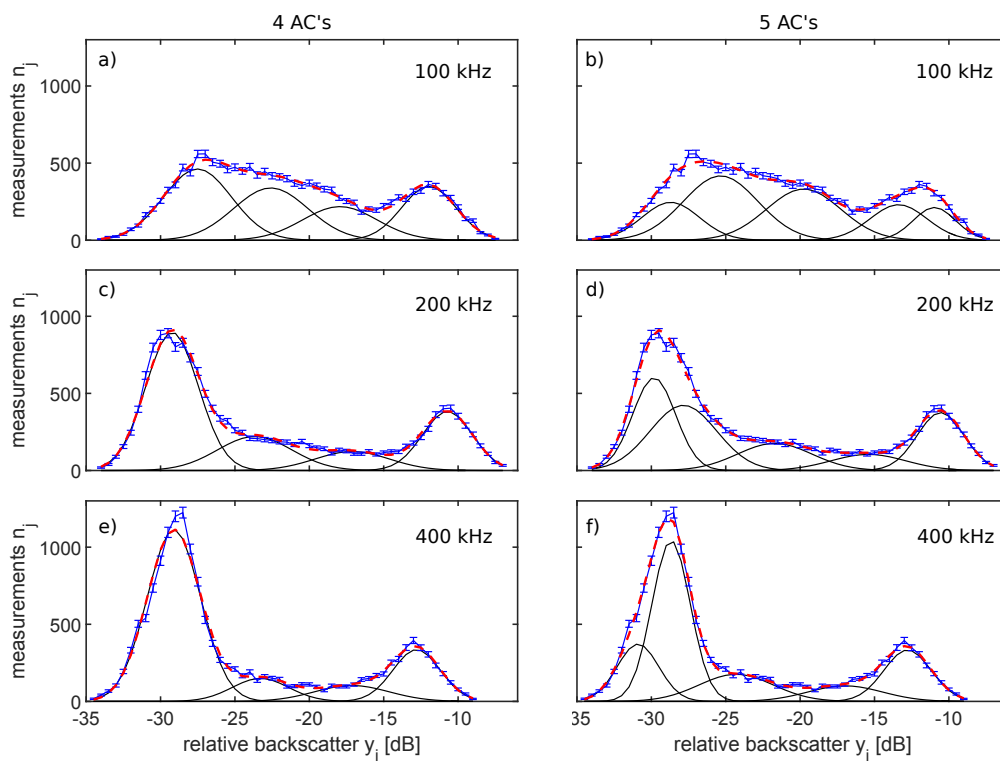 4 AC's 5 AC's
a) 100 kHz b) 100 kHz
measurements n_j
1000
500
0
c) 200 kHz d) 200 kHz
measurements n_j
1000
500
0
e) 400 kHz f) 400 kHz
measurements n_j
1000
500
0
-35 -30 -25 -20 -15 -10 -35 -30 -25 -20 -15 -10
relative backscatter y_i [dB] relative backscatter y_i [dB]